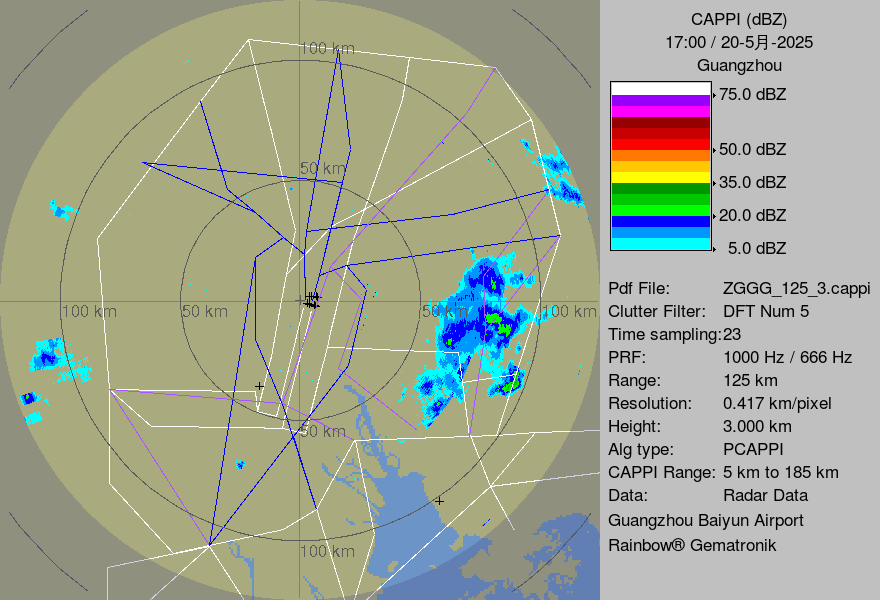 100 km
50 km
100 km
50 km
50 km
100 km
50 km
100 km
CAPPI (dBZ)
17:00 / 20-5月-2025
Guangzhou
75.0 dBZ
50.0 dBZ
35.0 dBZ
20.0 dBZ
5.0 dBZ
Pdf File: ZGGG_125_3.cappi
Clutter Filter: DFT Num 5
Time sampling:23
PRF: 1000 Hz / 666 Hz
Range: 125 km
Resolution: 0.417 km/pixel
Height: 3.000 km
Alg type: PCAPPI
CAPPI Range: 5 km to 185 km
Data: Radar Data
Guangzhou Baiyun Airport
Rainbow® Gematronik